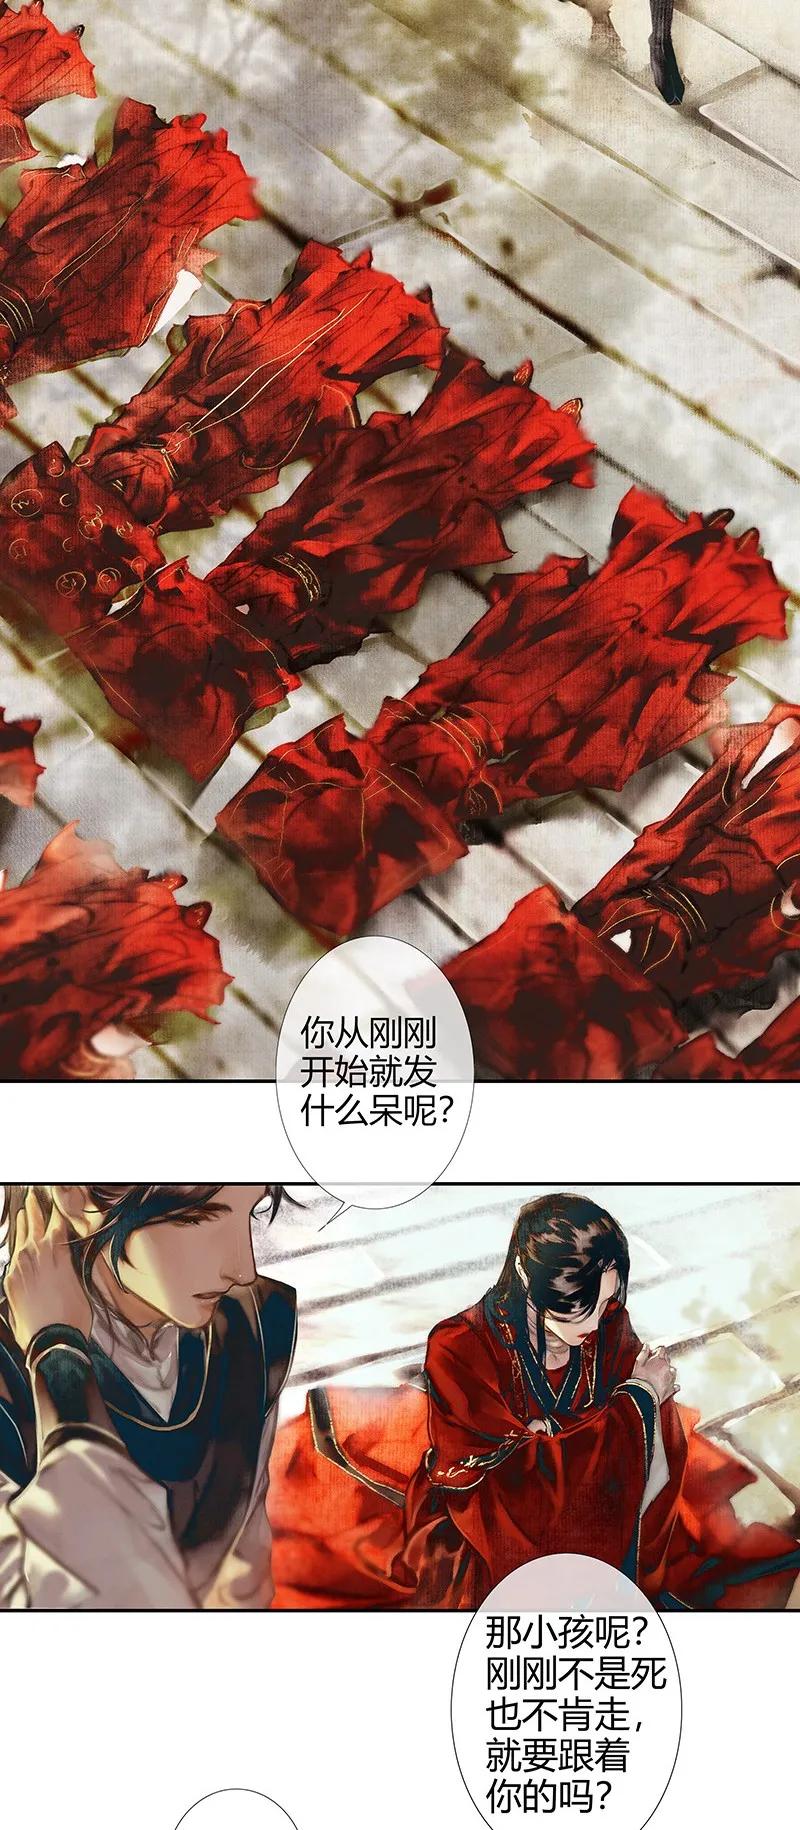 你从刚刚
开始就发
什么呆呢？
那小孩呢？
刚刚不是死
也不肯走，
就要跟着
你的吗？